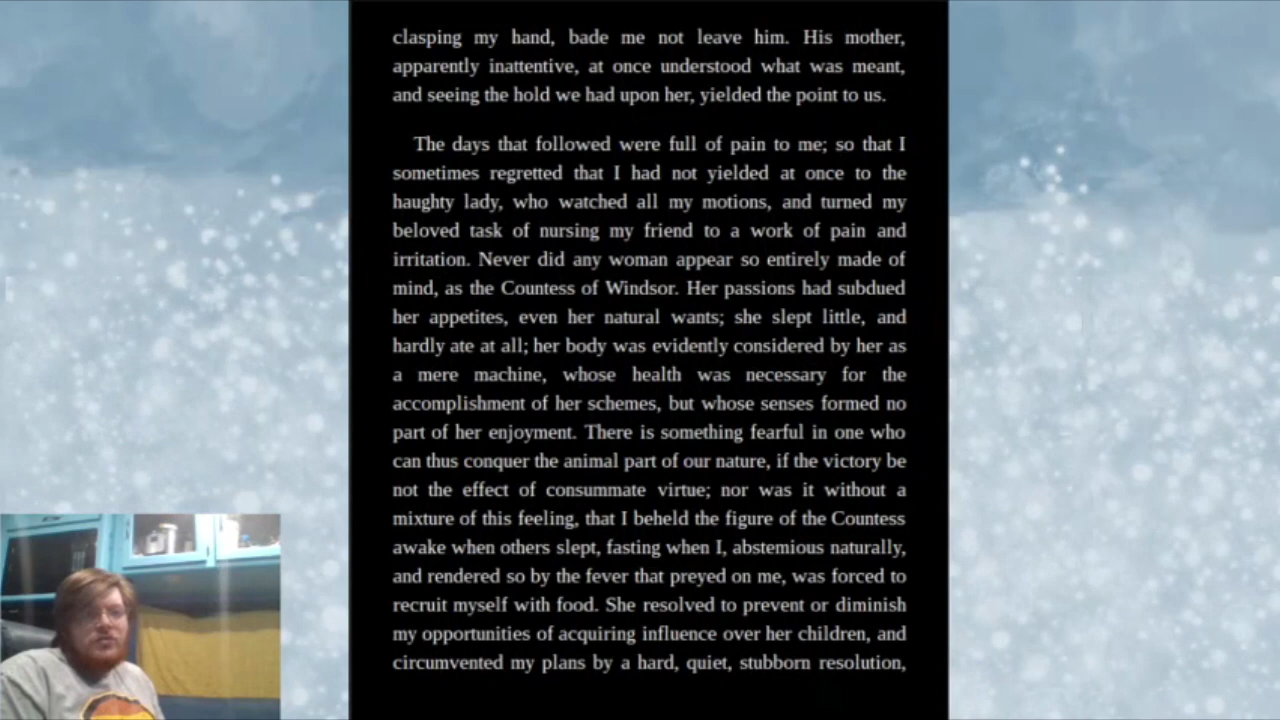 clasping my hand, bade me not leave him. His mother,
apparently inattentive, at once understood what was meant,
and seeing the hold we had upon her, yielded the point to us.
The days that followed were full of pain to me; so that I
sometimes regretted that I had not yielded at once to the
haughty lady, who watched all my motions, and turned my
beloved task of nursing my friend to a work of pain and
irritation. Never did any woman appear so entirely made of
mind, as the Countess of Windsor. Her passions had subdued
her appetites, even her natural wants; she slept little, and
hardly ate at all; her body was evidently considered by her as
a mere machine, whose health was necessary for the
accomplishment of her schemes, but whose senses formed no
part of her enjoyment. There is something fearful in one who
can thus conquer the animal part of our nature, if the victory be
not the effect of consummate virtue; nor was it without a
mixture of this feeling, that I beheld the figure of the Countess
awake when others slept, fasting when I, abstemious naturally,
and rendered so by the fever that preyed on me, was forced to
recruit myself with food. She resolved to prevent or diminish
my opportunities of acquiring influence over her children, and
circumvented my plans by a hard, quiet, stubborn resolution,